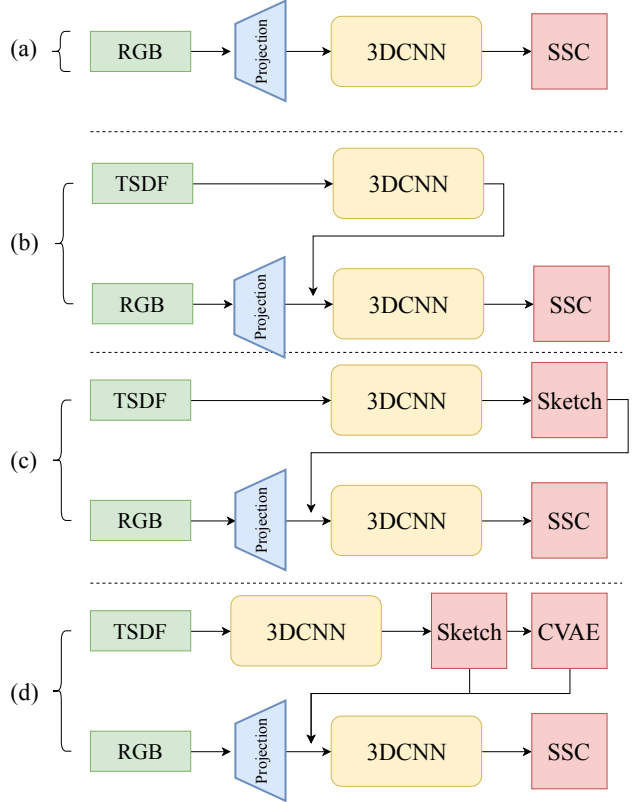 (a)
RGB
Projection
3DCNN
SSC
TSDF
3DCNN
(b)
RGB
Projection
3DCNN
SSC
TSDF
3DCNN
Sketch
(c)
RGB
Projection
3DCNN
SSC
TSDF
3DCNN
Sketch
CVAE
(d)
RGB
Projection
3DCNN
SSC